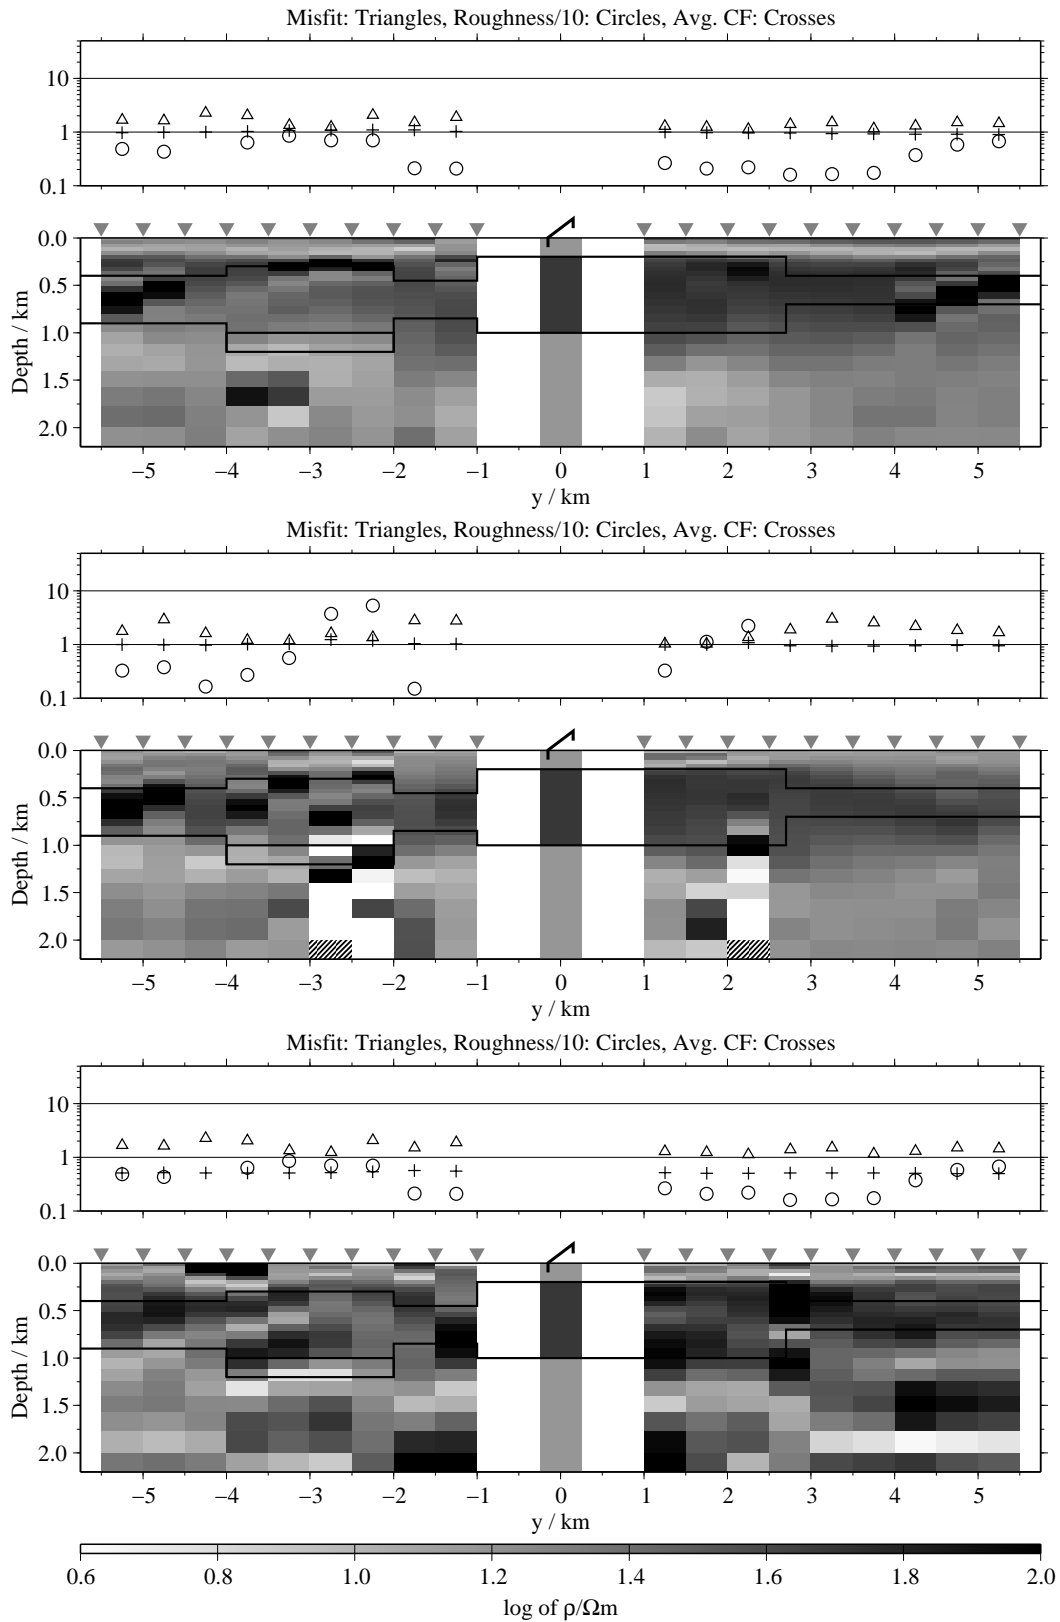 Misfit: Triangles, Roughness/10: Circles, Avg. CF: Crosses
10
1
0.1
0.0
0.5
1.0
1.5
2.0
Depth / km
−5 −4 −3 −2 −1 0 1 2 3 4 5
y / km
Misfit: Triangles, Roughness/10: Circles, Avg. CF: Crosses
10
1
0.1
0.0
0.5
1.0
1.5
2.0
Depth / km
−5 −4 −3 −2 −1 0 1 2 3 4 5
y / km
Misfit: Triangles, Roughness/10: Circles, Avg. CF: Crosses
10
1
0.1
0.0
0.5
1.0
1.5
2.0
Depth / km
−5 −4 −3 −2 −1 0 1 2 3 4 5
y / km
0.6 0.8 1.0 1.2 1.4 1.6 1.8 2.0
log of ρ/Ωm